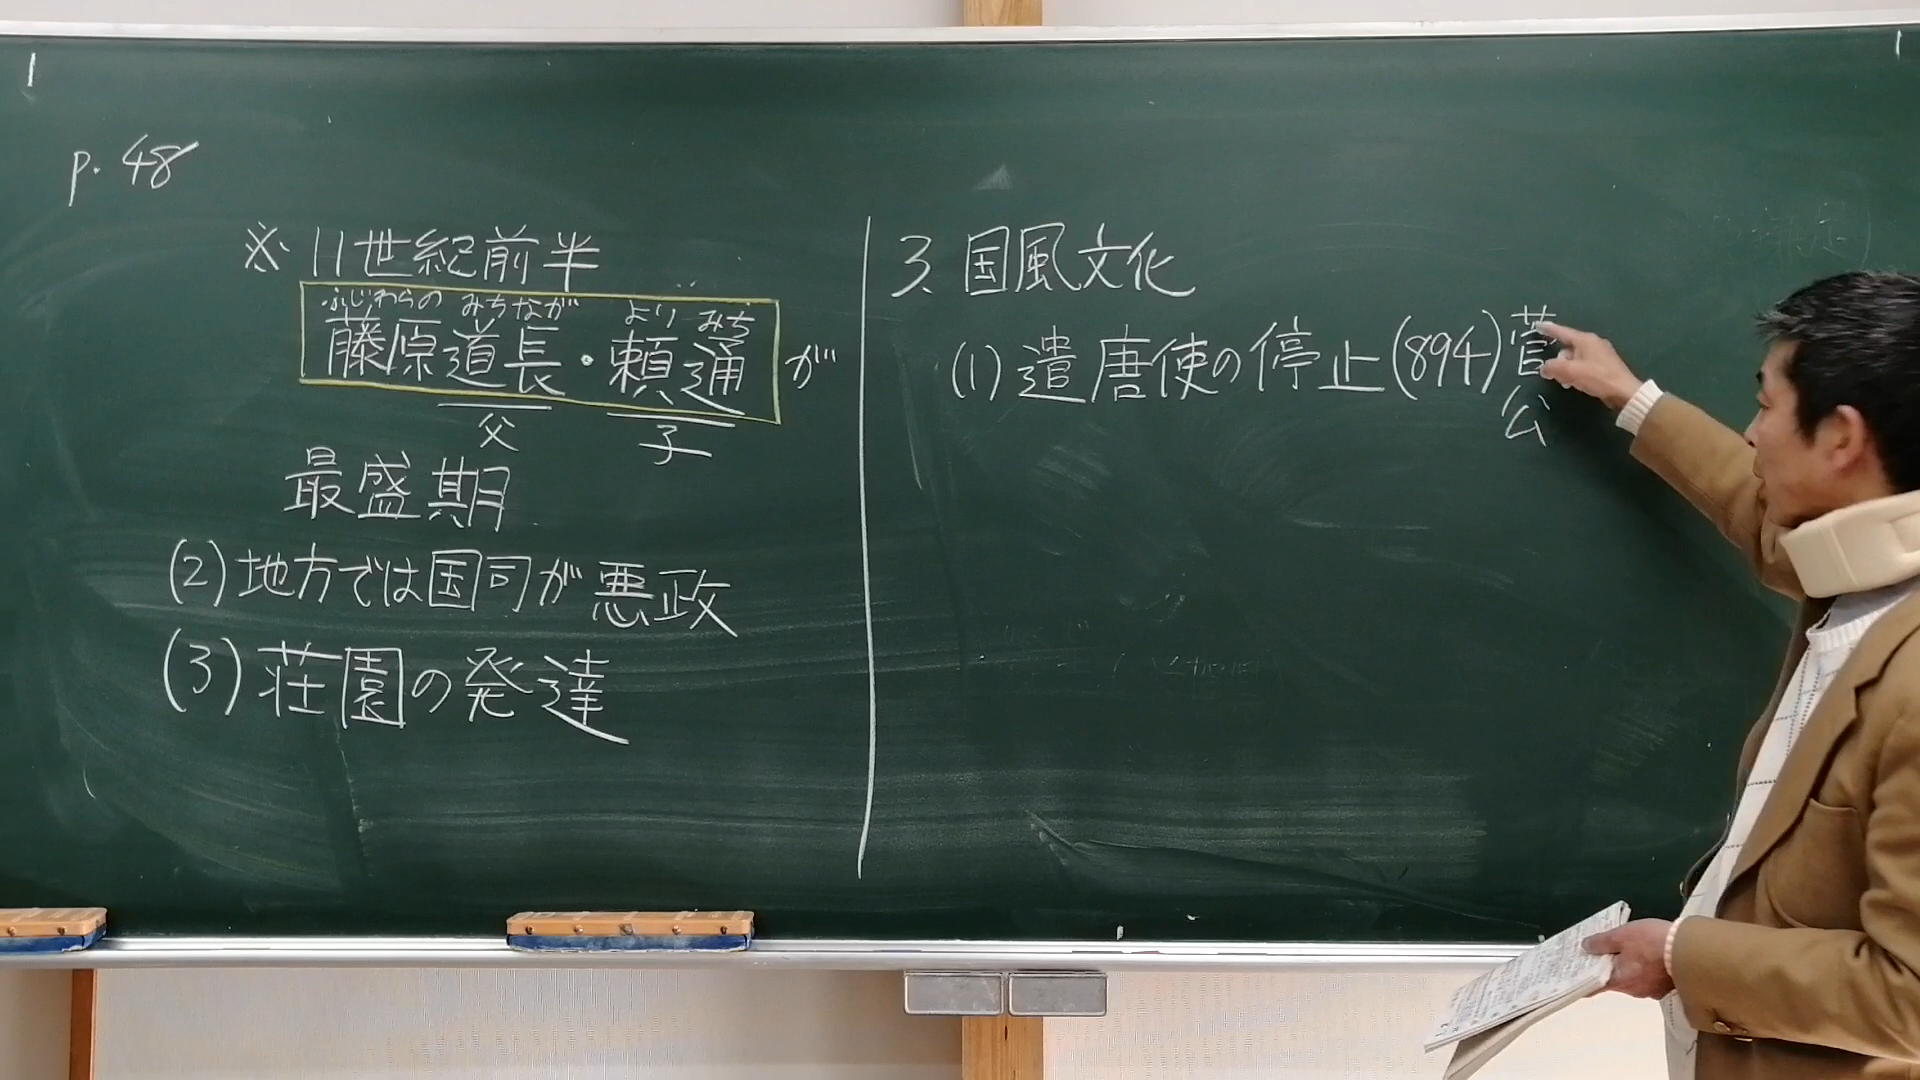 p. 48
※ 11世紀前半
ふじわらの みちなが より みち
藤原道長・頼通が
父 子
最盛期
(2) 地方では国司が悪政
(3) 荘園の発達
3. 国風文化
(1) 遣唐使の停止(894)菅
公